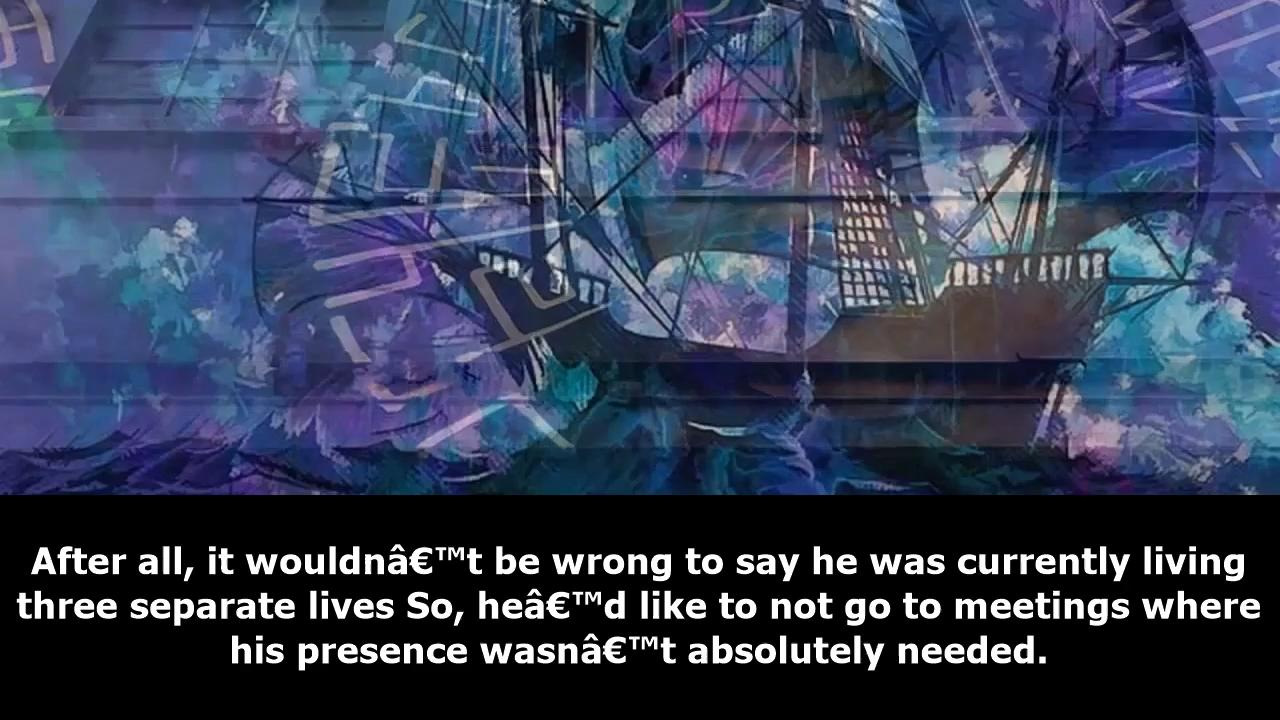 After all, it wouldnâ€™t be wrong to say he was currently living
three separate lives So, heâ€™d like to not go to meetings where
his presence wasnâ€™t absolutely needed.